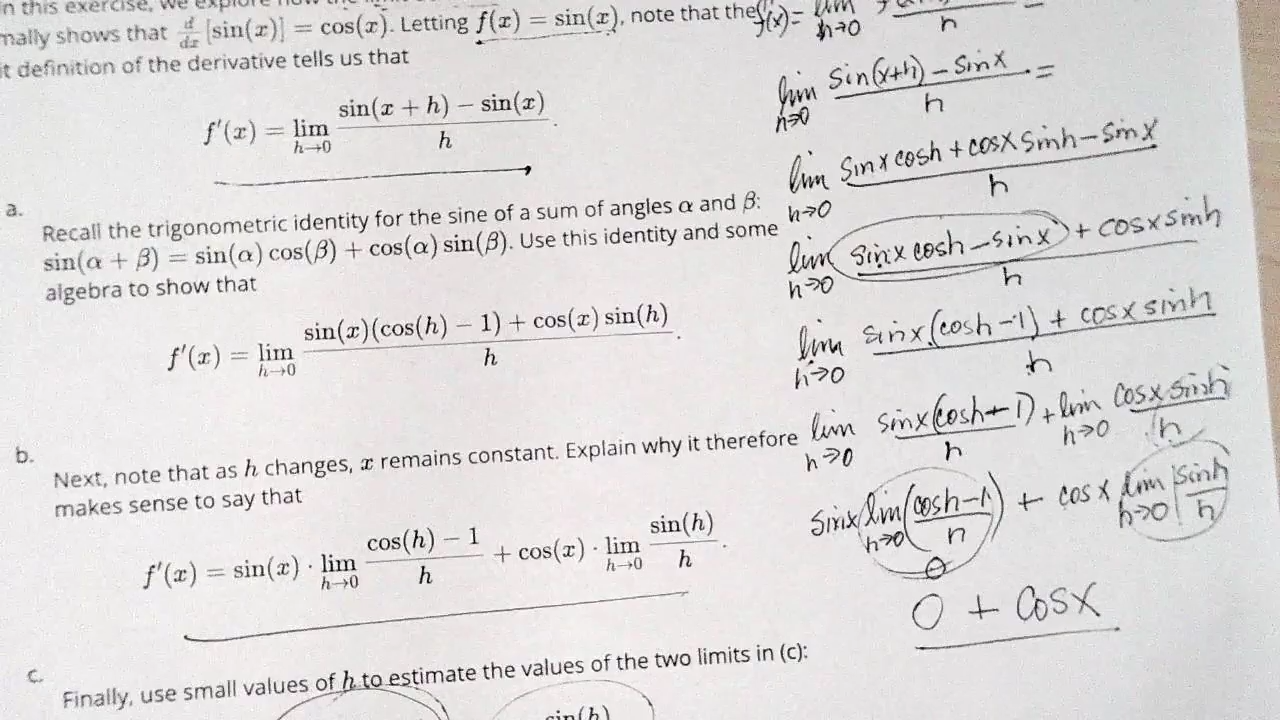 mally shows that d/dx [sin(x)] = cos(x). Letting f(x) = sin(x), note that the
it definition of the derivative tells us that
f′(x) = lim h→0 (sin(x + h) − sin(x))/h.
a.
Recall the trigonometric identity for the sine of a sum of angles α and β:
sin(α + β) = sin(α) cos(β) + cos(α) sin(β). Use this identity and some
algebra to show that
f′(x) = lim h→0 (sin(x)(cos(h) − 1) + cos(x) sin(h))/h.
b.
Next, note that as h changes, x remains constant. Explain why it therefore
makes sense to say that
f′(x) = sin(x) · lim h→0 (cos(h) − 1)/h + cos(x) · lim h→0 sin(h)/h.
c.
Finally, use small values of h to estimate the values of the two limits in (c):
sin(h)
f'(x) = lim h→0 h
lim h→0 (sin(x+h) − sinx)/h =
lim h→0 (sinx cosh + cosx sinh − sinx)/h
lim h→0 (sinx cosh − sinx + cosx sinh)/h
lim h→0 (sinx (cosh −1) + cosx sinh)/h
lim h→0 sinx(cosh+1)/h + lim h→0 cosx sinh/h
sinx lim h→0 (cosh−1/h) + cosx lim h→0 sinh/h
0
0 + cosx